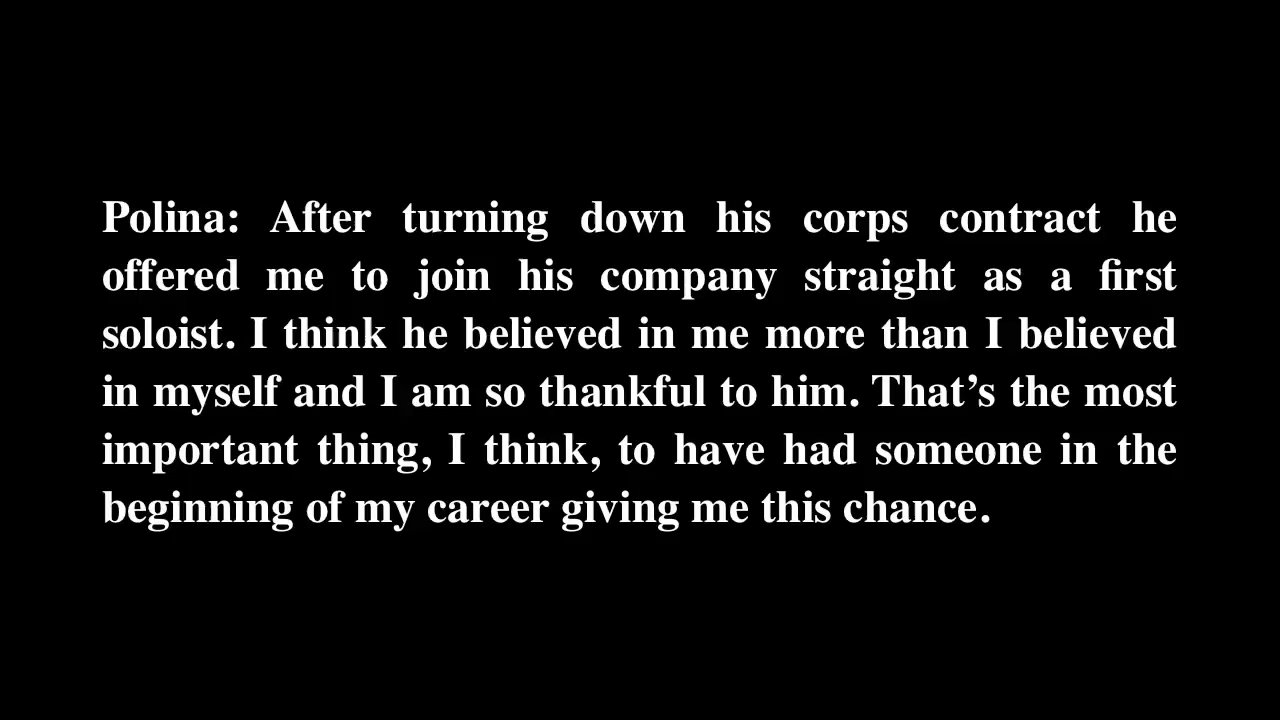 Polina: After turning down his corps contract he
offered me to join his company straight as a first
soloist. I think he believed in me more than I believed
in myself and I am so thankful to him. That’s the most
important thing, I think, to have had someone in the
beginning of my career giving me this chance.